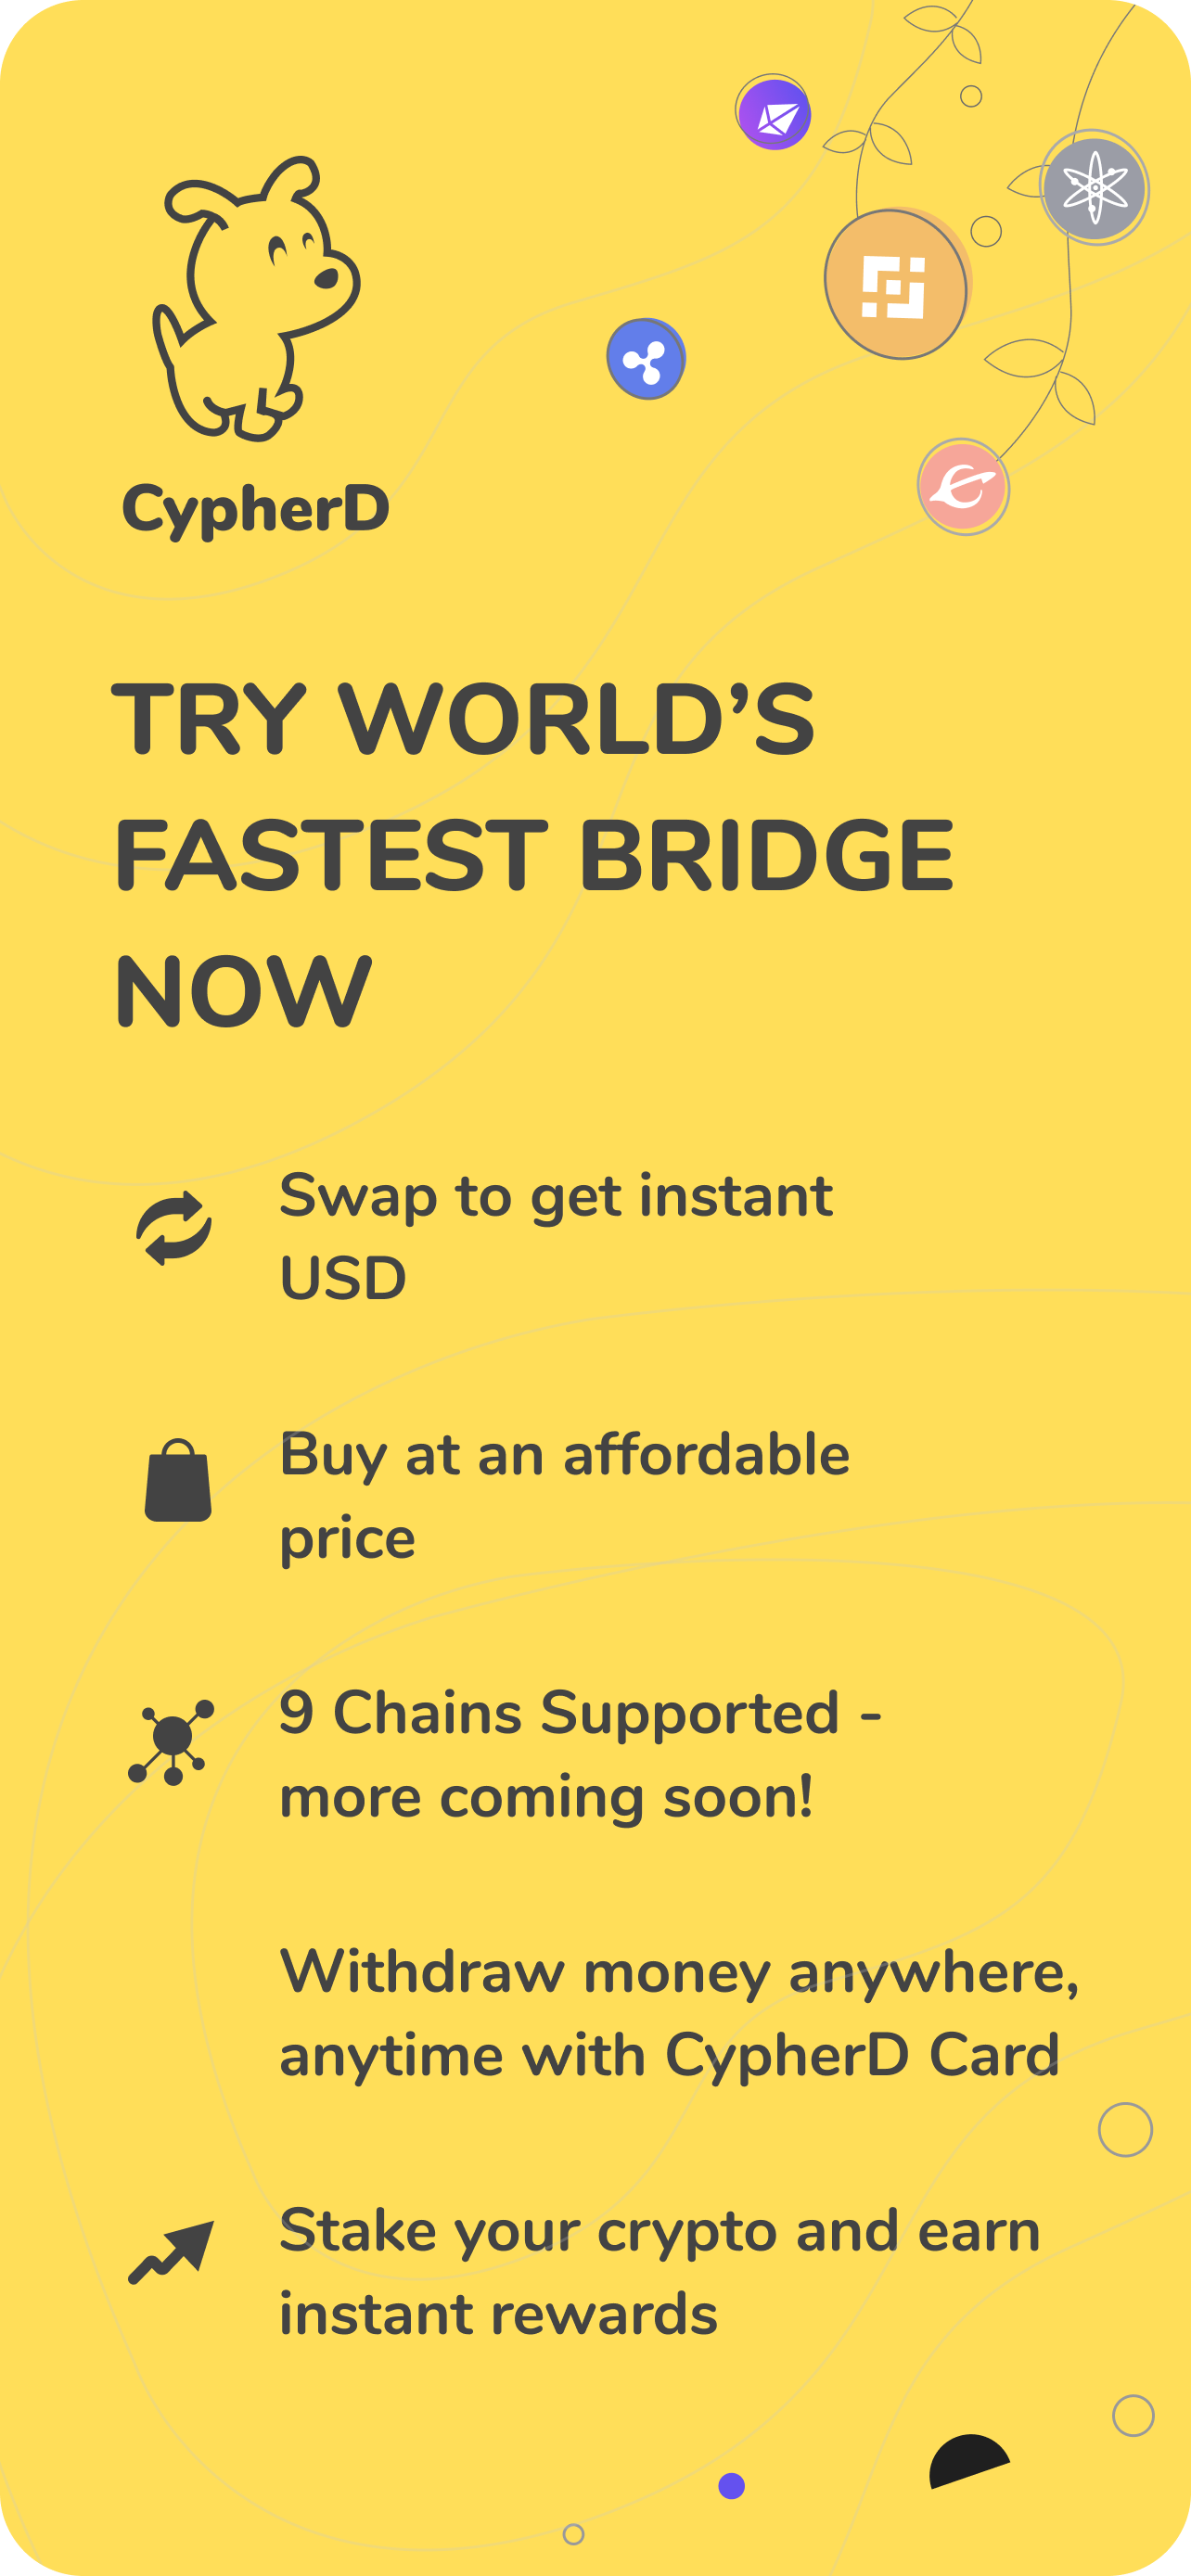 CypherD
TRY WORLD’S
FASTEST BRIDGE
NOW
Swap to get instant
USD
Buy at an affordable
price
9 Chains Supported -
more coming soon!
Withdraw money anywhere,
anytime with CypherD Card
Stake your crypto and earn
instant rewards